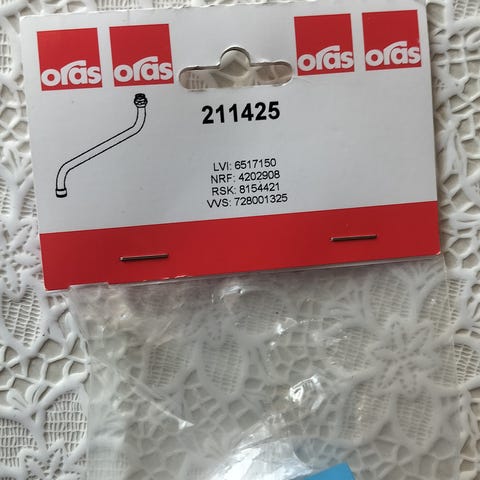 oras oras oras oras
211425
LVI: 6517150
NRF: 4202908
RSK: 8154421
VVS: 728001325